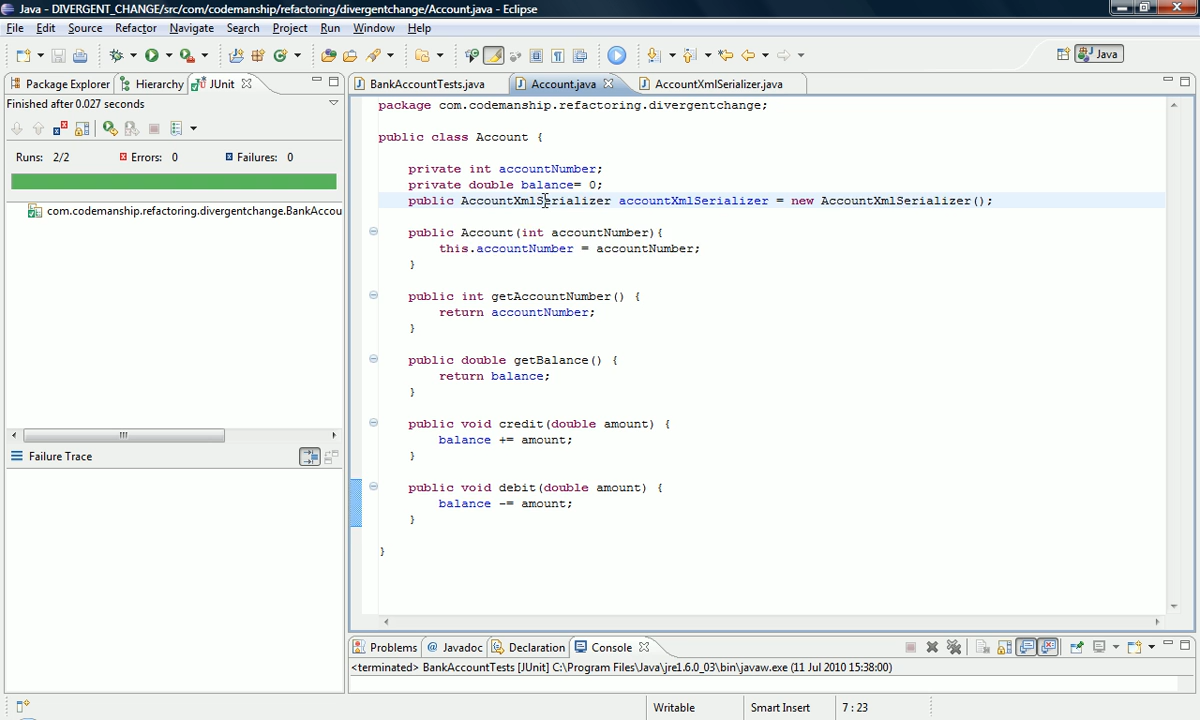 Java - DIVERGENT_CHANGE/src/com/codemanship/refactoring/divergentchange/Account.java - Eclipse
File Edit Source Refactor Navigate Search Project Run Window Help
Java
Package Explorer Hierarchy JUnit
BankAccountTests.java Account.java AccountXmlSerializer.java
Finished after 0.027 seconds
Runs: 2/2 Errors: 0 Failures: 0
com.codemanship.refactoring.divergentchange.BankAccou
Failure Trace
package com.codemanship.refactoring.divergentchange;
public class Account {
private int accountNumber;
private double balance= 0;
public AccountXmlSerializer accountXmlSerializer = new AccountXmlSerializer();
public Account(int accountNumber){
this.accountNumber = accountNumber;
}
public int getAccountNumber() {
return accountNumber;
}
public double getBalance() {
return balance;
}
public void credit(double amount) {
balance += amount;
}
public void debit(double amount) {
balance -= amount;
}
}
Problems @ Javadoc Declaration Console
<terminated> BankAccountTests [JUnit] C:\Program Files\Java\jre1.6.0_03\bin\javaw.exe (11 Jul 2010 15:38:00)
Writable Smart Insert 7 : 23